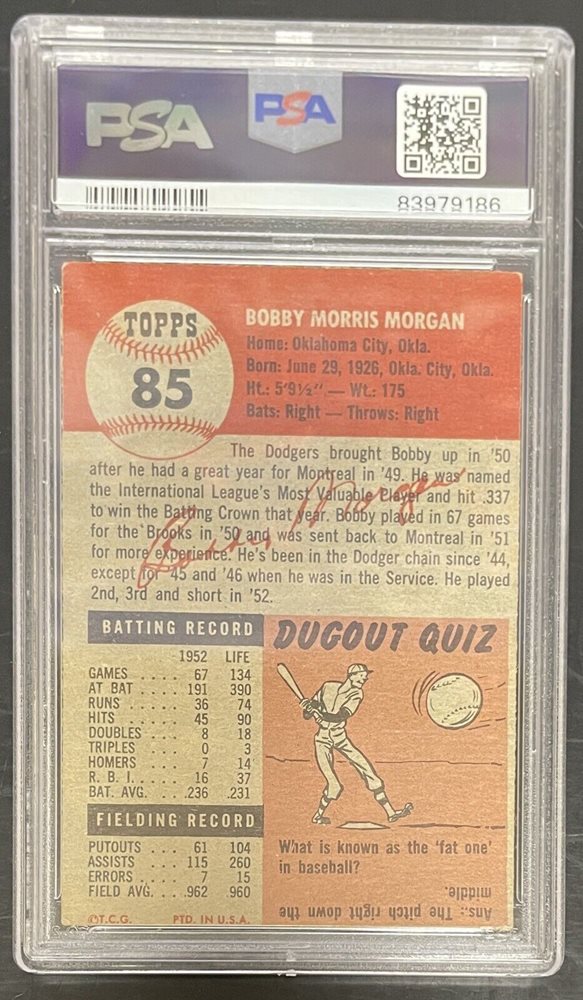 PSA PSA
83979186
TOPPS
85
BOBBY MORRIS MORGAN
Home: Oklahoma City, Okla.
Born: June 29, 1926, Okla. City, Okla.
Ht.: 5'9½" — Wt.: 175
Bats: Right — Throws: Right
The Dodgers brought Bobby up in '50
after he had a great year for Montreal in '49. He was named
the International League's Most Valuable Player and hit .337
to win the Batting Crown that year. Bobby played in 67 games
for the Brooks in '50 and was sent back to Montreal in '51
for more experience. He's been in the Dodger chain since '44,
except for '45 and '46 when he was in the Service. He played
2nd, 3rd and short in '52.
Bobby Morgan
BATTING RECORD
1952 LIFE
GAMES .... 67 134
AT BAT .... 191 390
RUNS .... 36 74
HITS .... 45 90
DOUBLES .... 8 18
TRIPLES .... 0 3
HOMERS .... 7 14
R. B. I. .... 16 37
BAT. AVG. .236 .231
FIELDING RECORD
PUTOUTS ... 61 104
ASSISTS ... 115 260
ERRORS .... 7 15
FIELD AVG. . .962 .960
©T.C.G. PTD. IN U.S.A.
DUGOUT QUIZ
What is known as the 'fat one'
in baseball?
Ans.: The pitch right down the
middle.